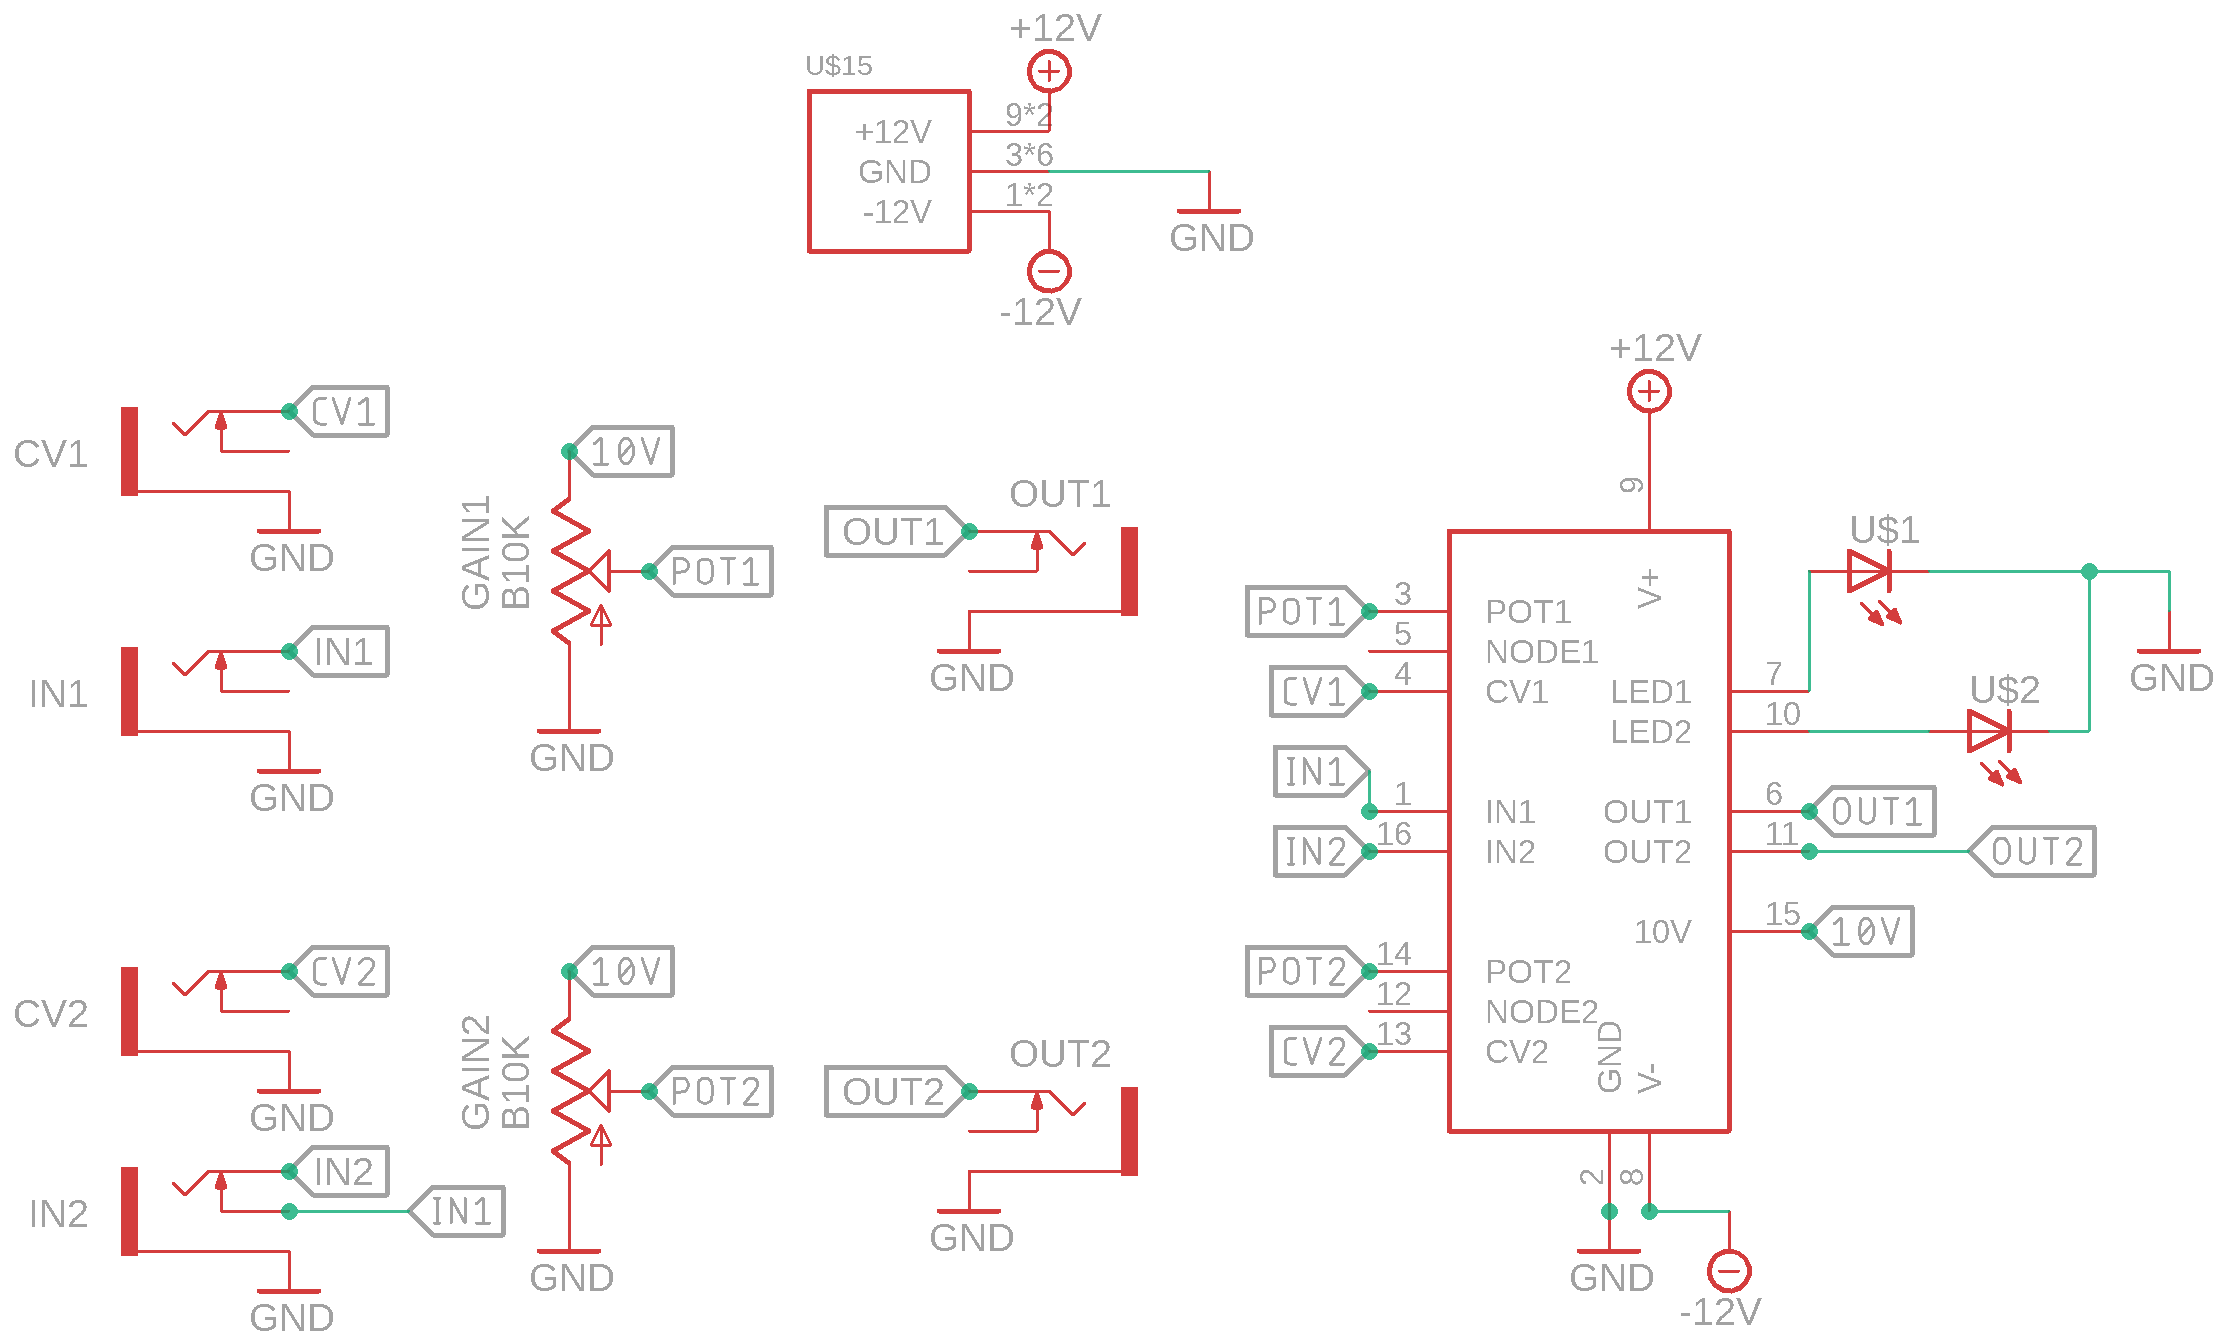 +12V
U$15
9*2
+12V
3*6
GND
1*2
-12V
GND
-12V
CV1
CV1
GND
IN1
IN1
GND
GAIN1
B10K
10V
POT1
GND
OUT1
OUT1
GND
CV2
CV2
GND
IN2
IN2
IN1
GND
GAIN2
B10K
10V
POT2
GND
OUT2
OUT2
GND
+12V
9
V+
POT1
3
POT1
5
NODE1
CV1
4
CV1
IN1
1
IN1
IN2
16
IN2
POT2
14
POT2
12
NODE2
CV2
13
CV2
GND
V-
2
8
GND
-12V
U$1
LED1
7
U$2
LED2
10
GND
OUT1
6
OUT1
OUT2
11
OUT2
10V
15
10V